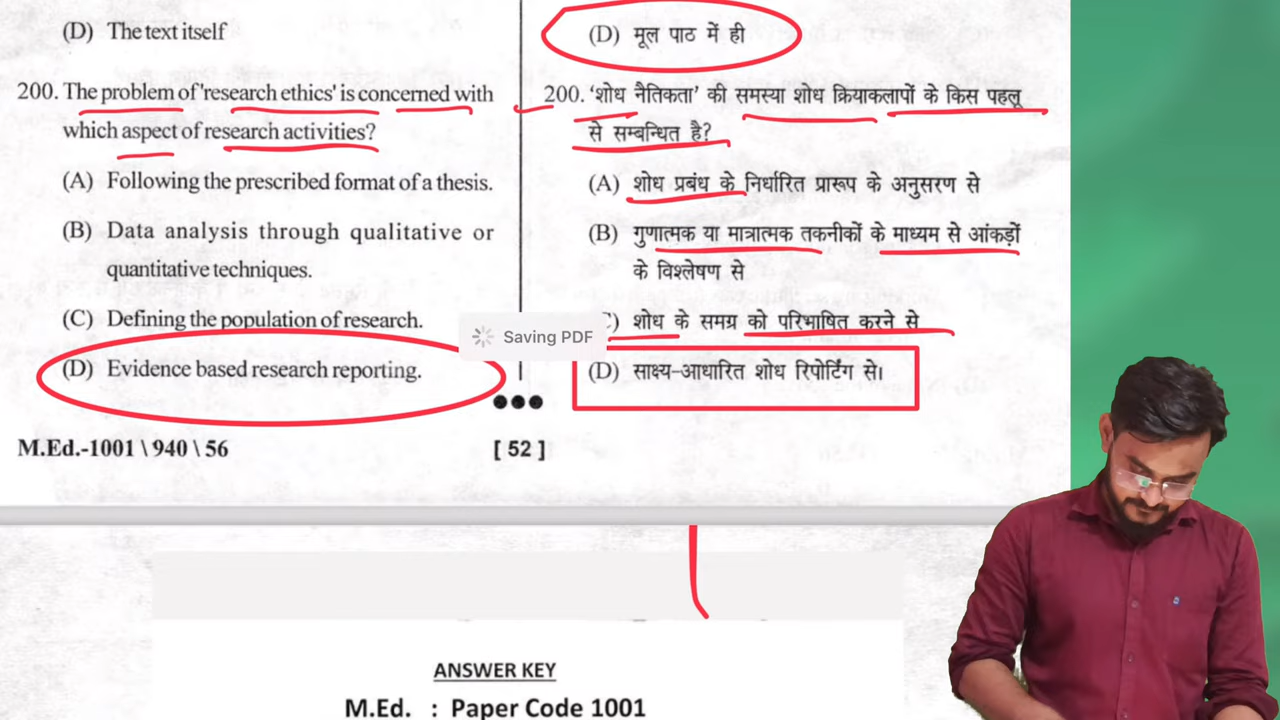 (D) The text itself
200. The problem of 'research ethics' is concerned with
which aspect of research activities?
(A) Following the prescribed format of a thesis.
(B) Data analysis through qualitative or
quantitative techniques.
(C) Defining the population of research.
(D) Evidence based research reporting.
(D) मूल पाठ में ही
200. 'शोध नैतिकता' की समस्या शोध क्रियाकलापों के किस पहलू
से सम्बन्धित है?
(A) शोध प्रबंध के निर्धारित प्रारूप के अनुसरण से
(B) गुणात्मक या मात्रात्मक तकनीकों के माध्यम से आंकड़ों
के विश्लेषण से
C) शोध के समग्र को परिभाषित करने से
(D) साक्ष्य-आधारित शोध रिपोर्टिंग से।
Saving PDF
M.Ed.-1001 \ 940 \ 56
[ 52 ]
ANSWER KEY
M.Ed. : Paper Code 1001